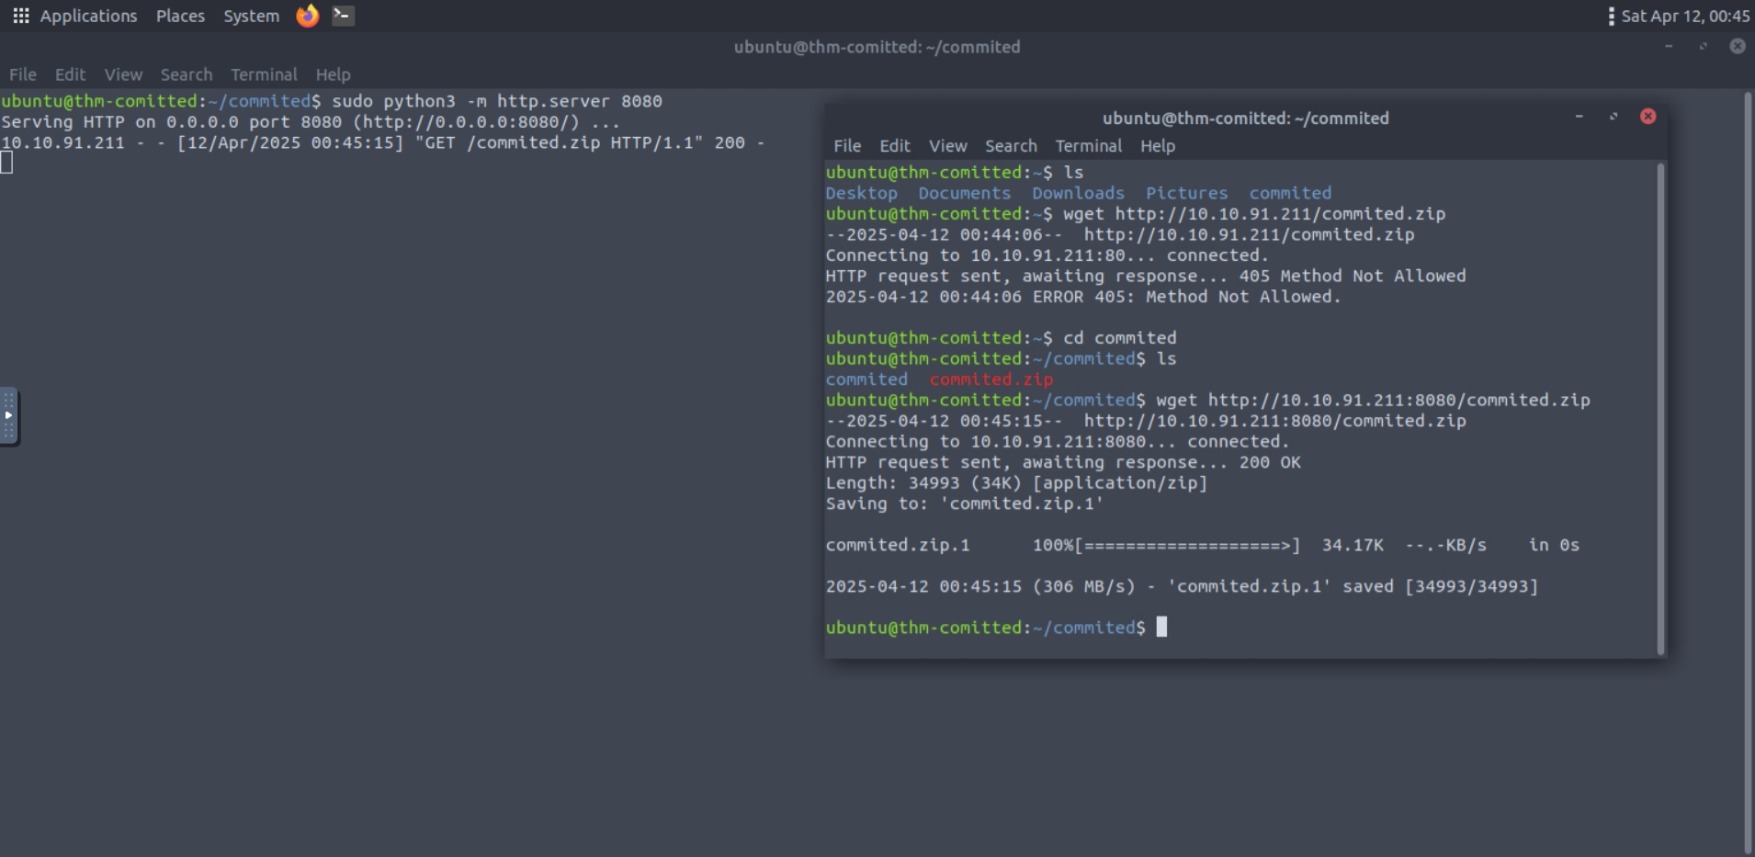 Applications Places System Sat Apr 12, 00:45
ubuntu@thm-comitted: ~/commited
File Edit View Search Terminal Help
ubuntu@thm-comitted:~/commited$ sudo python3 -m http.server 8080
Serving HTTP on 0.0.0.0 port 8080 (http://0.0.0.0:8080/) ...
10.10.91.211 - - [12/Apr/2025 00:45:15] "GET /commited.zip HTTP/1.1" 200 -
ubuntu@thm-comitted: ~/commited
File Edit View Search Terminal Help
ubuntu@thm-comitted:~$ ls
Desktop Documents Downloads Pictures commited
ubuntu@thm-comitted:~$ wget http://10.10.91.211/commited.zip
--2025-04-12 00:44:06-- http://10.10.91.211/commited.zip
Connecting to 10.10.91.211:80... connected.
HTTP request sent, awaiting response... 405 Method Not Allowed
2025-04-12 00:44:06 ERROR 405: Method Not Allowed.
ubuntu@thm-comitted:~$ cd commited
ubuntu@thm-comitted:~/commited$ ls
commited commited.zip
ubuntu@thm-comitted:~/commited$ wget http://10.10.91.211:8080/commited.zip
--2025-04-12 00:45:15-- http://10.10.91.211:8080/commited.zip
Connecting to 10.10.91.211:8080... connected.
HTTP request sent, awaiting response... 200 OK
Length: 34993 (34K) [application/zip]
Saving to: 'commited.zip.1'
commited.zip.1 100%[===================>] 34.17K --.-KB/s in 0s
2025-04-12 00:45:15 (306 MB/s) - 'commited.zip.1' saved [34993/34993]
ubuntu@thm-comitted:~/commited$